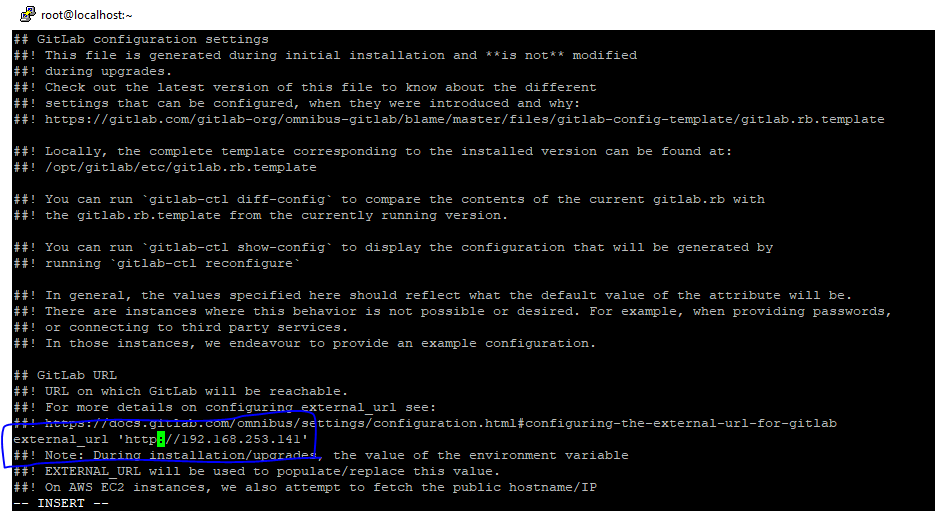 root@localhost:~
## GitLab configuration settings
##! This file is generated during initial installation and **is not** modified
##! during upgrades.
##! Check out the latest version of this file to know about the different
##! settings that can be configured, when they were introduced and why:
##! https://gitlab.com/gitlab-org/omnibus-gitlab/blame/master/files/gitlab-config-template/gitlab.rb.template
##! Locally, the complete template corresponding to the installed version can be found at:
##! /opt/gitlab/etc/gitlab.rb.template
##! You can run `gitlab-ctl diff-config` to compare the contents of the current gitlab.rb with
##! the gitlab.rb.template from the currently running version.
##! You can run `gitlab-ctl show-config` to display the configuration that will be generated by
##! running `gitlab-ctl reconfigure`
##! In general, the values specified here should reflect what the default value of the attribute will be.
##! There are instances where this behavior is not possible or desired. For example, when providing passwords,
##! or connecting to third party services.
##! In those instances, we endeavour to provide an example configuration.
## GitLab URL
##! URL on which GitLab will be reachable.
##! For more details on configuring external_url see:
##! https://docs.gitlab.com/omnibus/settings/configuration.html#configuring-the-external-url-for-gitlab
external_url 'http://192.168.253.141'
##! Note: During installation/upgrades, the value of the environment variable
##! EXTERNAL_URL will be used to populate/replace this value.
##! On AWS EC2 instances, we also attempt to fetch the public hostname/IP
-- INSERT --